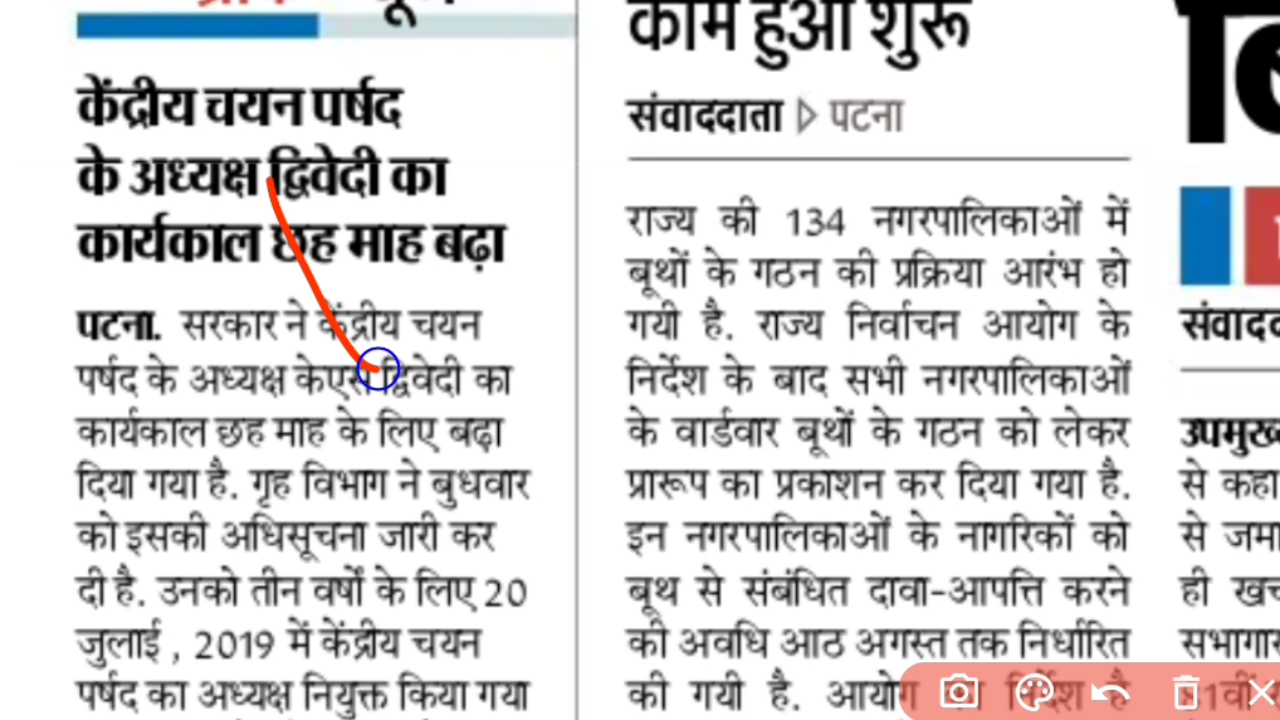 केंद्रीय चयन पर्षद
के अध्यक्ष द्विवेदी का
कार्यकाल छह माह बढ़ा
पटना. सरकार ने केंद्रीय चयन
पर्षद के अध्यक्ष केएस द्विवेदी का
कार्यकाल छह माह के लिए बढ़ा
दिया गया है. गृह विभाग ने बुधवार
को इसकी अधिसूचना जारी कर
दी है. उनको तीन वर्षों के लिए 20
जुलाई , 2019 में केंद्रीय चयन
पर्षद का अध्यक्ष नियुक्त किया गया
काम हुआ शुरू
संवाददाता ▷ पटना
राज्य की 134 नगरपालिकाओं में
बूथों के गठन की प्रक्रिया आरंभ हो
गयी है. राज्य निर्वाचन आयोग के
निर्देश के बाद सभी नगरपालिकाओं
के वार्डवार बूथों के गठन को लेकर
प्रारूप का प्रकाशन कर दिया गया है.
इन नगरपालिकाओं के नागरिकों को
बूथ से संबंधित दावा-आपत्ति करने
की अवधि आठ अगस्त तक निर्धारित
की गयी है. आयोग का निर्देश है
से कहा
से जमा
ही